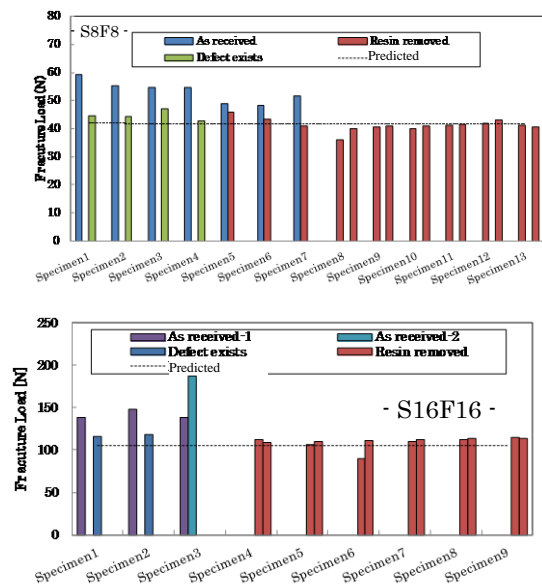 80
- S8F8 -
As received
Resin removed
70
Defect exists
Predicted
60
50
40
30
20
10
0
Fracuture Load (N)
Specimen1
Specimen2
Specimen3
Specimen4
Specimen5
Specimen6
Specimen7
Specimen8
Specimen9
Specimen10
Specimen11
Specimen12
Specimen13
250
As received-1
As received-2
Defect exists
Resin removed
200
Predicted
150
- S16F16 -
100
50
0
Fracuture Load [N]
Specimen1
Specimen2
Specimen3
Specimen4
Specimen5
Specimen6
Specimen7
Specimen8
Specimen9